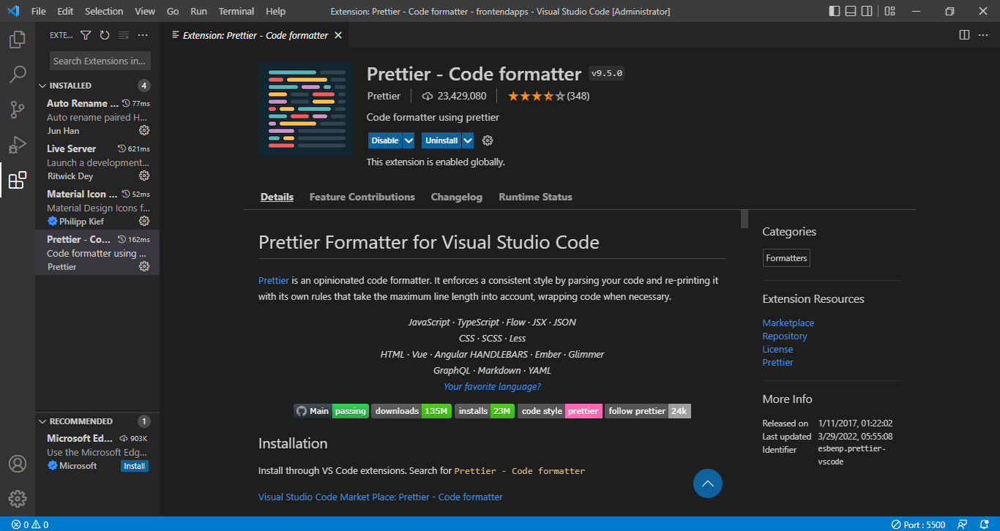 File Edit Selection View Go Run Terminal Help
Extension: Prettier - Code formatter - frontendapps - Visual Studio Code [Administrator]
EXTE...
Search Extensions in...
INSTALLED 4
Auto Rename ... 77ms
Auto rename paired H...
Jun Han
Live Server 621ms
Launch a development...
Ritwick Dey
Material Icon ... 52ms
Material Design Icons f...
Philipp Kief
Prettier - Co... 162ms
Code formatter using ...
Prettier
RECOMMENDED 1
Microsoft Ed... 903K
Use the Microsoft Edg...
Microsoft Install
Extension: Prettier - Code formatter
Prettier - Code formatter v9.5.0
Prettier 23,429,080 (348)
Code formatter using prettier
Disable Uninstall
This extension is enabled globally.
Details Feature Contributions Changelog Runtime Status
Prettier Formatter for Visual Studio Code
Prettier is an opinionated code formatter. It enforces a consistent style by parsing your code and re-printing it
with its own rules that take the maximum line length into account, wrapping code when necessary.
JavaScript · TypeScript · Flow · JSX · JSON
CSS · SCSS · Less
HTML · Vue · Angular HANDLEBARS · Ember · Glimmer
GraphQL · Markdown · YAML
Your favorite language?
Main passing downloads 135M installs 23M code style prettier follow prettier 24k
Installation
Install through VS Code extensions. Search for Prettier - Code formatter
Visual Studio Code Market Place: Prettier - Code formatter
Categories
Formatters
Extension Resources
Marketplace
Repository
License
Prettier
More Info
Released on 1/11/2017, 01:22:02
Last updated 3/29/2022, 05:55:08
Identifier esbenp.prettier-
vscode
0 0
Port : 5500